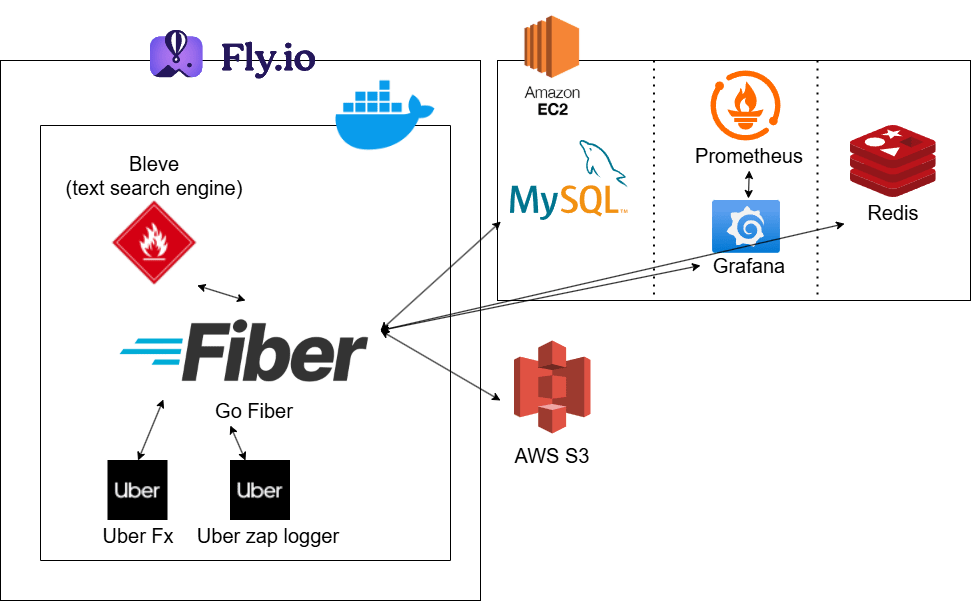 Fly.io
Amazon
EC2
Bleve
(text search engine)
Prometheus
MySQL™
Redis
Grafana
Fiber
Go Fiber
AWS S3
Uber
Uber
Uber Fx
Uber zap logger